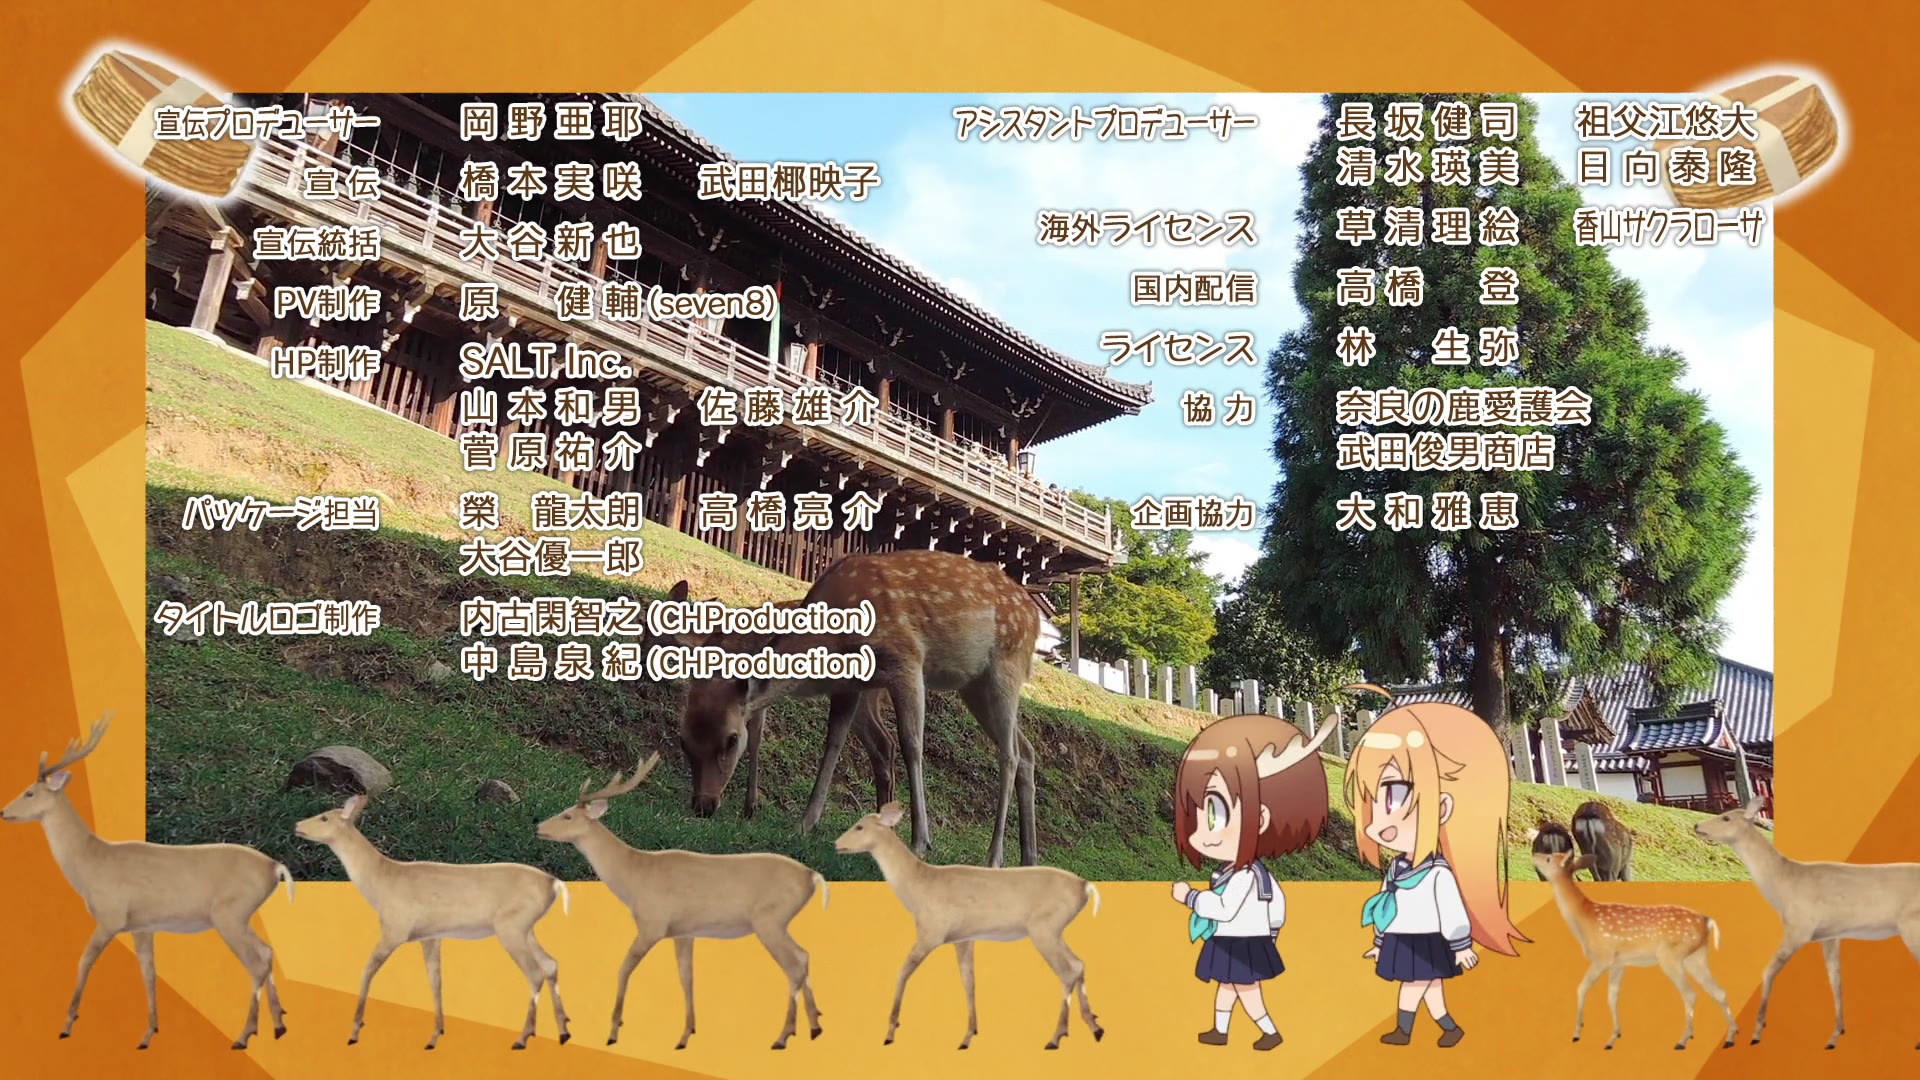 宣伝プロデューサー 岡野亜耶
宣伝 橋本実咲 武田椰映子
宣伝統括 大谷新也
PV制作 原 健輔(seven8)
HP制作 SALT Inc.
山本和男 佐藤雄介
菅原祐介
パッケージ担当 榮 龍太朗 高橋亮介
大谷優一郎
タイトルロゴ制作 内古閑智之(CHProduction)
中島泉紀(CHProduction)
アシスタントプロデューサー 長坂健司 祖父江悠大
清水瑛美 日向泰隆
海外ライセンス 草清理絵 香山サクラローサ
国内配信 高橋 登
ライセンス 林 生弥
協力 奈良の鹿愛護会
武田俊男商店
企画協力 大和雅恵